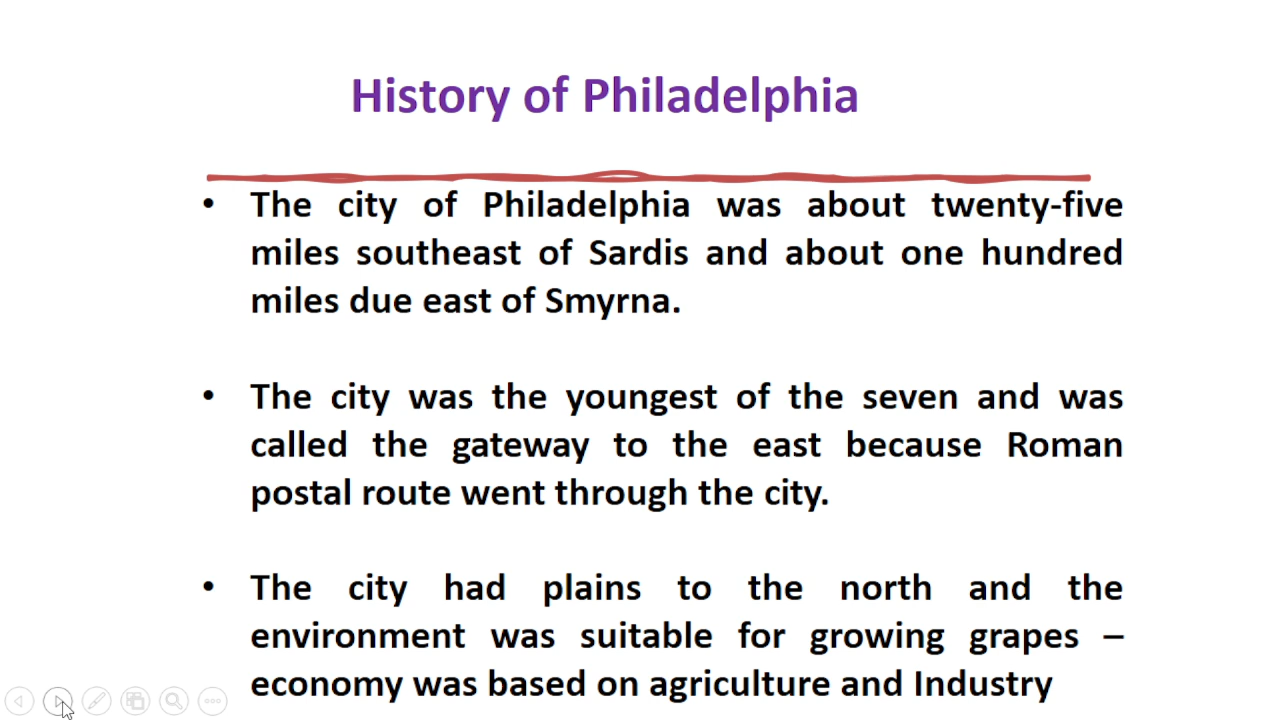 History of Philadelphia
• The city of Philadelphia was about twenty-five
miles southeast of Sardis and about one hundred
miles due east of Smyrna.
• The city was the youngest of the seven and was
called the gateway to the east because Roman
postal route went through the city.
• The city had plains to the north and the
environment was suitable for growing grapes –
economy was based on agriculture and Industry